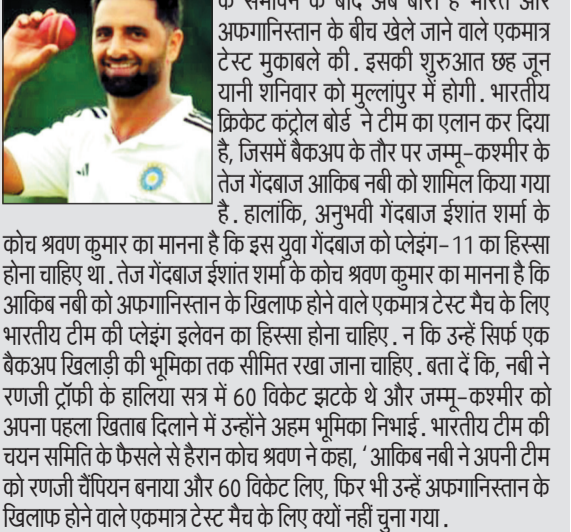 के समापन के बाद अब बारी है भारत और
अफगानिस्तान के बीच खेले जाने वाले एकमात्र
टेस्ट मुकाबले की. इसकी शुरुआत छह जून
यानी शनिवार को मुल्लांपुर में होगी. भारतीय
क्रिकेट कंट्रोल बोर्ड ने टीम का एलान कर दिया
है, जिसमें बैकअप के तौर पर जम्मू-कश्मीर के
तेज गेंदबाज आकिब नबी को शामिल किया गया
है. हालांकि, अनुभवी गेंदबाज ईशांत शर्मा के
कोच श्रवण कुमार का मानना है कि इस युवा गेंदबाज को प्लेइंग-11 का हिस्सा
होना चाहिए था. तेज गेंदबाज ईशांत शर्मा के कोच श्रवण कुमार का मानना है कि
आकिब नबी को अफगानिस्तान के खिलाफ होने वाले एकमात्र टेस्ट मैच के लिए
भारतीय टीम की प्लेइंग इलेवन का हिस्सा होना चाहिए. न कि उन्हें सिर्फ एक
बैकअप खिलाड़ी की भूमिका तक सीमित रखा जाना चाहिए. बता दें कि, नबी ने
रणजी ट्रॉफी के हालिया सत्र में 60 विकेट झटके थे और जम्मू-कश्मीर को
अपना पहला खिताब दिलाने में उन्होंने अहम भूमिका निभाई. भारतीय टीम की
चयन समिति के फैसले से हैरान कोच श्रवण ने कहा, 'आकिब नबी ने अपनी टीम
को रणजी चैंपियन बनाया और 60 विकेट लिए, फिर भी उन्हें अफगानिस्तान के
खिलाफ होने वाले एकमात्र टेस्ट मैच के लिए क्यों नहीं चुना गया.